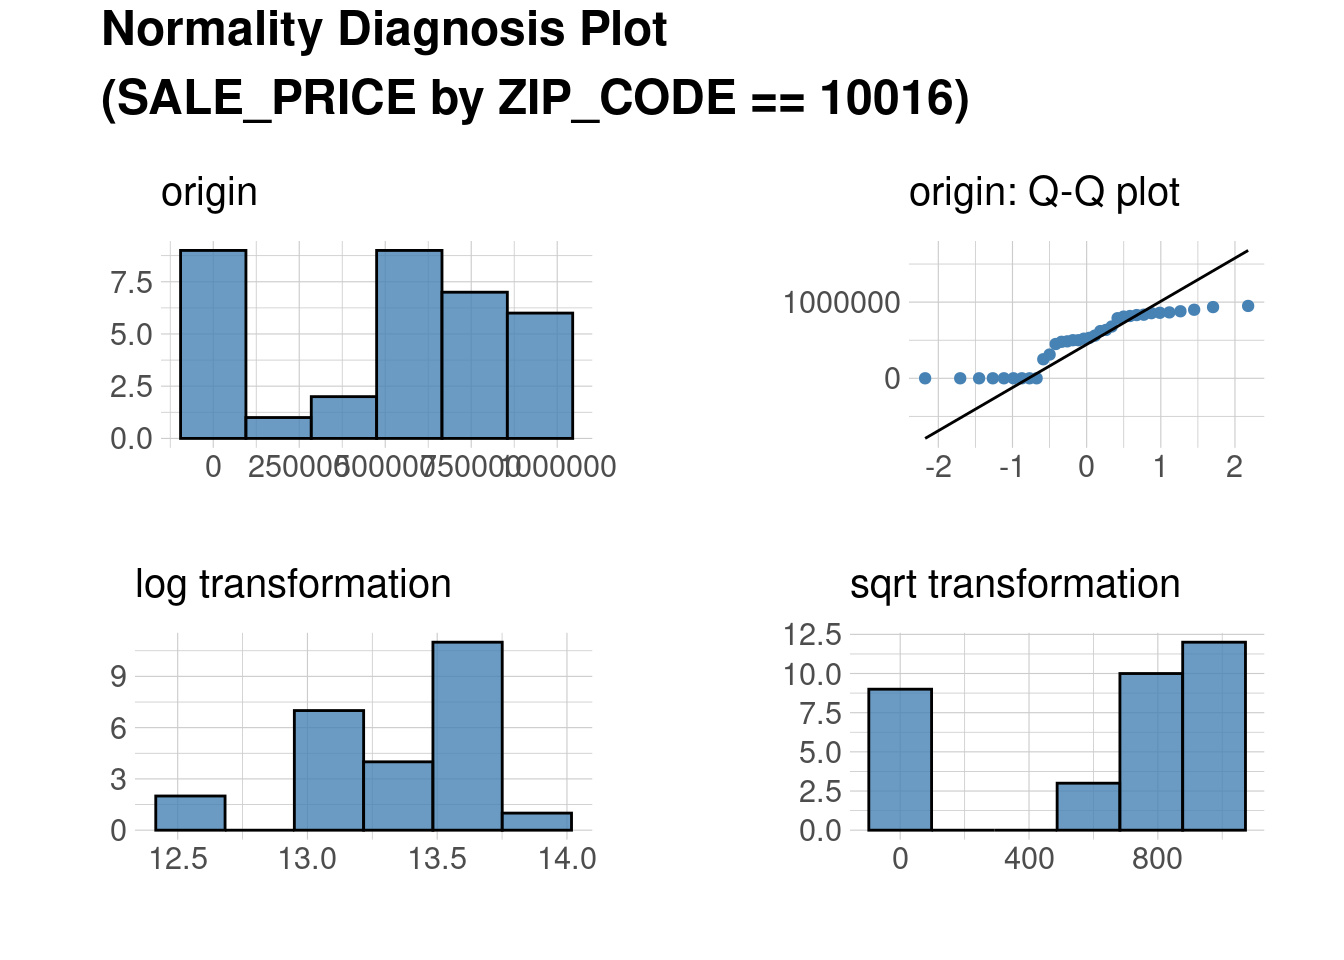 Normality Diagnosis Plot
(SALE_PRICE by ZIP_CODE == 10016)
origin
7.5
5.0
2.5
0.0
0 250000 500000 750000 1000000
origin: Q-Q plot
1000000
0
-2 -1 0 1 2
log transformation
9
6
3
0
12.5 13.0 13.5 14.0
sqrt transformation
12.5
10.0
7.5
5.0
2.5
0.0
0 400 800